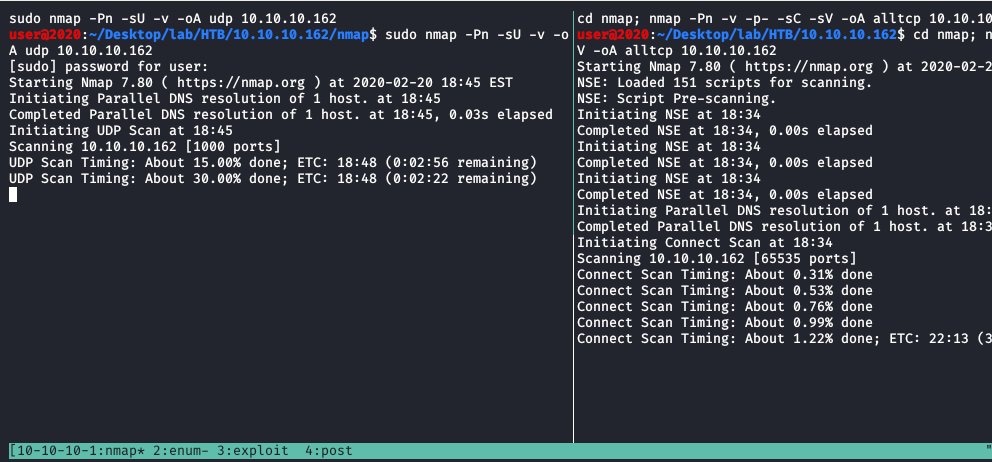 sudo nmap -Pn -sU -v -oA udp 10.10.10.162
user@2020:~/Desktop/lab/HTB/10.10.10.162/nmap$ sudo nmap -Pn -sU -v -o
A udp 10.10.10.162
[sudo] password for user:
Starting Nmap 7.80 ( https://nmap.org ) at 2020-02-20 18:45 EST
Initiating Parallel DNS resolution of 1 host. at 18:45
Completed Parallel DNS resolution of 1 host. at 18:45, 0.03s elapsed
Initiating UDP Scan at 18:45
Scanning 10.10.10.162 [1000 ports]
UDP Scan Timing: About 15.00% done; ETC: 18:48 (0:02:56 remaining)
UDP Scan Timing: About 30.00% done; ETC: 18:48 (0:02:22 remaining)
cd nmap; nmap -Pn -v -p- -sC -sV -oA alltcp 10.10.10
user@2020:~/Desktop/lab/HTB/10.10.10.162$ cd nmap; n
V -oA alltcp 10.10.10.162
Starting Nmap 7.80 ( https://nmap.org ) at 2020-02-2
NSE: Loaded 151 scripts for scanning.
NSE: Script Pre-scanning.
Initiating NSE at 18:34
Completed NSE at 18:34, 0.00s elapsed
Initiating NSE at 18:34
Completed NSE at 18:34, 0.00s elapsed
Initiating NSE at 18:34
Completed NSE at 18:34, 0.00s elapsed
Initiating Parallel DNS resolution of 1 host. at 18:
Completed Parallel DNS resolution of 1 host. at 18:3
Initiating Connect Scan at 18:34
Scanning 10.10.10.162 [65535 ports]
Connect Scan Timing: About 0.31% done
Connect Scan Timing: About 0.53% done
Connect Scan Timing: About 0.76% done
Connect Scan Timing: About 0.99% done
Connect Scan Timing: About 1.22% done; ETC: 22:13 (3
[10-10-10-1:nmap* 2:enum- 3:exploit  4:post "